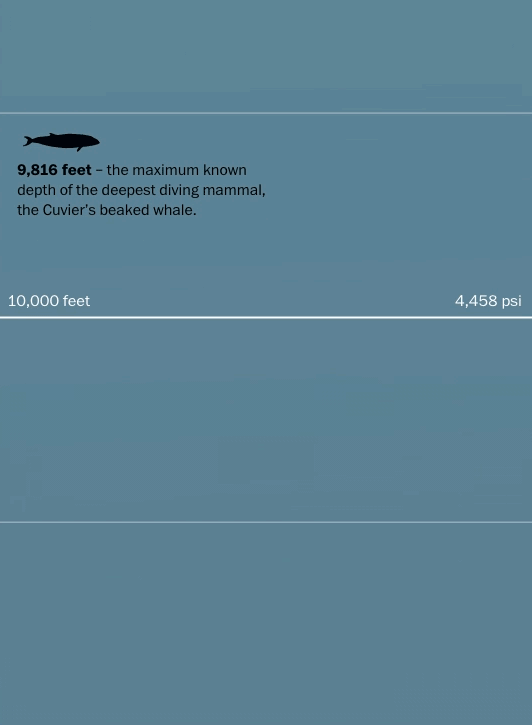 9,816 feet – the maximum known
depth of the deepest diving mammal,
the Cuvier's beaked whale.
10,000 feet 4,458 psi